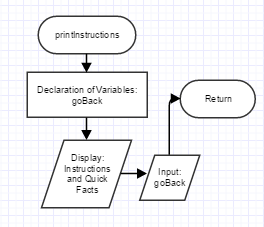 printInstructions
Declaration of Variables:
goBack
Display:
Instructions
and Quick
Facts
Input:
goBack
Return